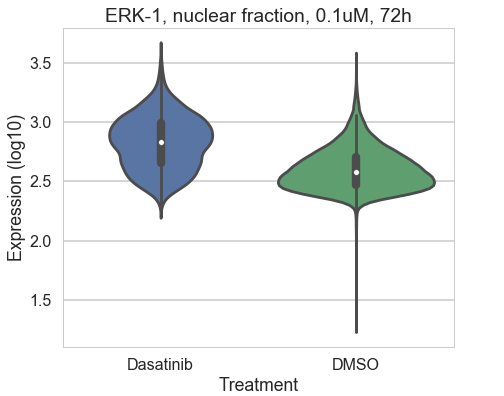 ERK-1, nuclear fraction, 0.1uM, 72h
Expression (log10)
3.5
3.0
2.5
2.0
1.5
Dasatinib
DMSO
Treatment